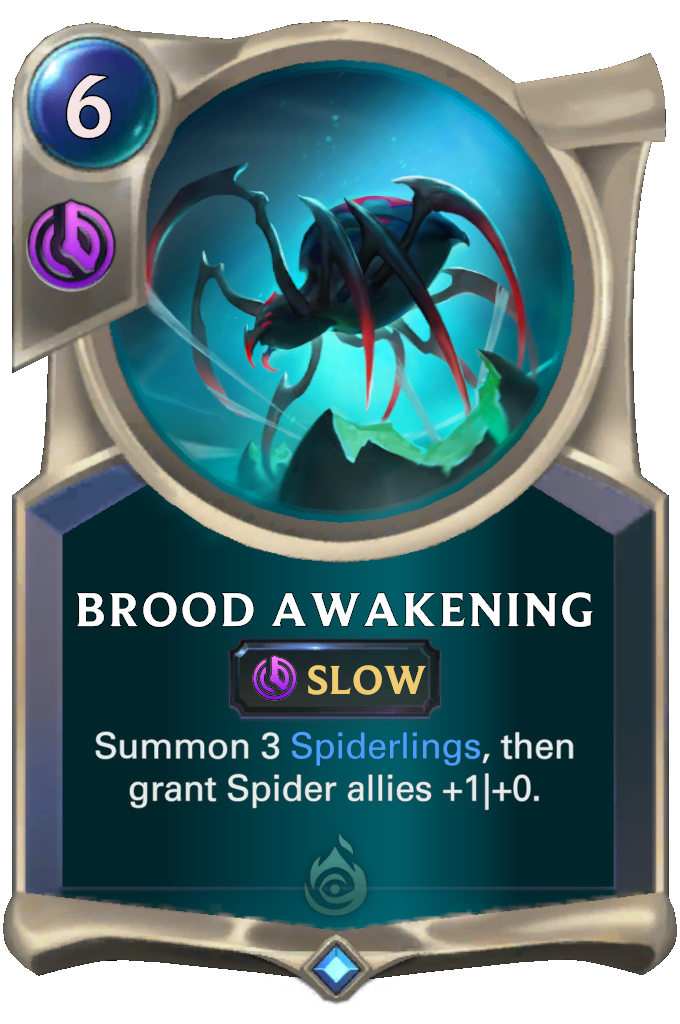 6
BROOD AWAKENING
SLOW
Summon 3 Spiderlings, then
grant Spider allies +1|+0.